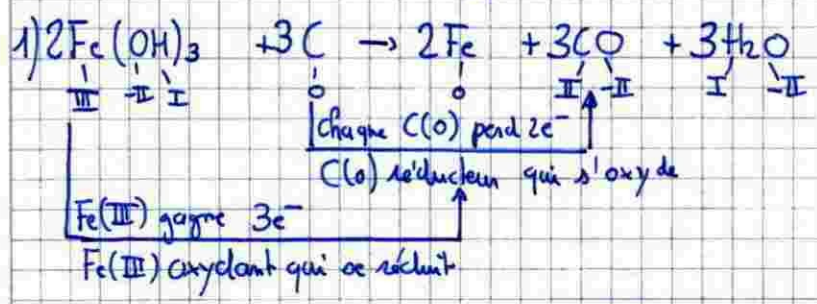 1) 2Fe(OH)₃ + 3C → 2Fe + 3CO + 3H₂O
III -II I 0 0 II -II I -II
chaque C(0) perd 2e⁻
C(0) réducteur qui s'oxyde
Fe(III) gagne 3e⁻
Fe(III) oxydant qui se réduit